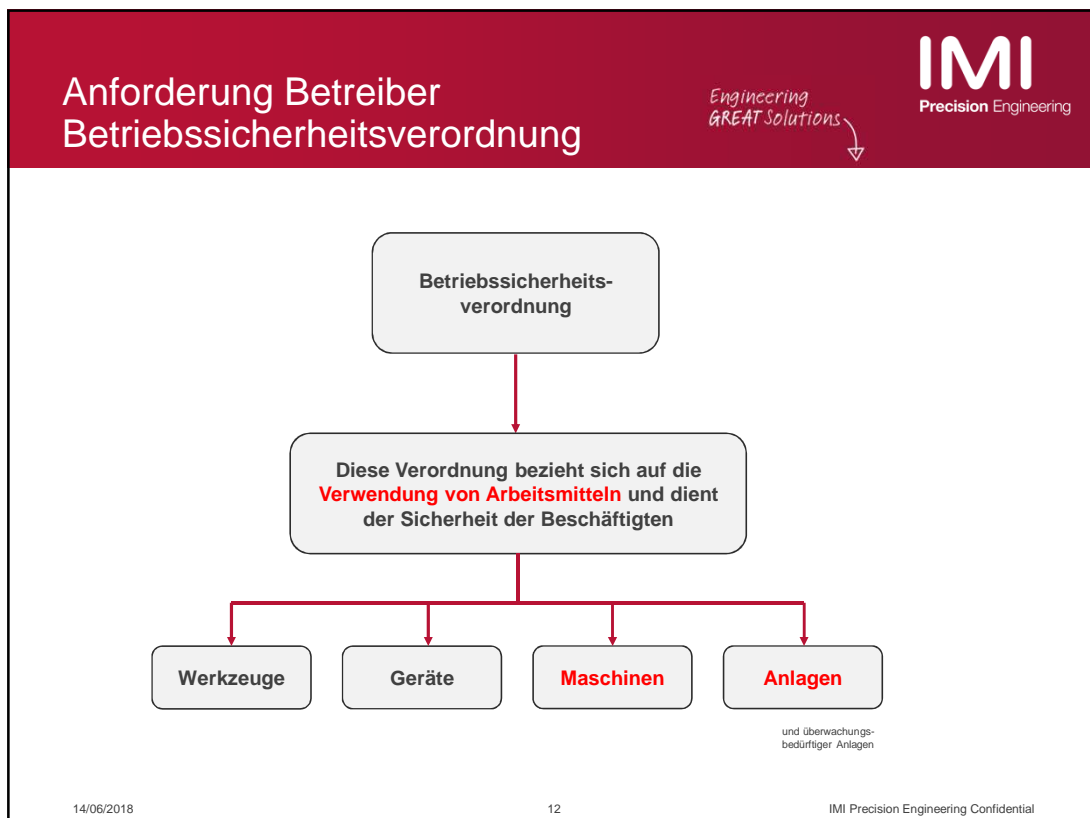 Anforderung Betreiber
Betriebssicherheitsverordnung
Engineering
GREAT Solutions
IMI
Precision Engineering
Betriebssicherheits-
verordnung
Diese Verordnung bezieht sich auf die
Verwendung von Arbeitsmitteln und dient
der Sicherheit der Beschäftigten
Werkzeuge
Geräte
Maschinen
Anlagen
und überwachungs-
bedürftiger Anlagen
14/06/2018
12
IMI Precision Engineering Confidential